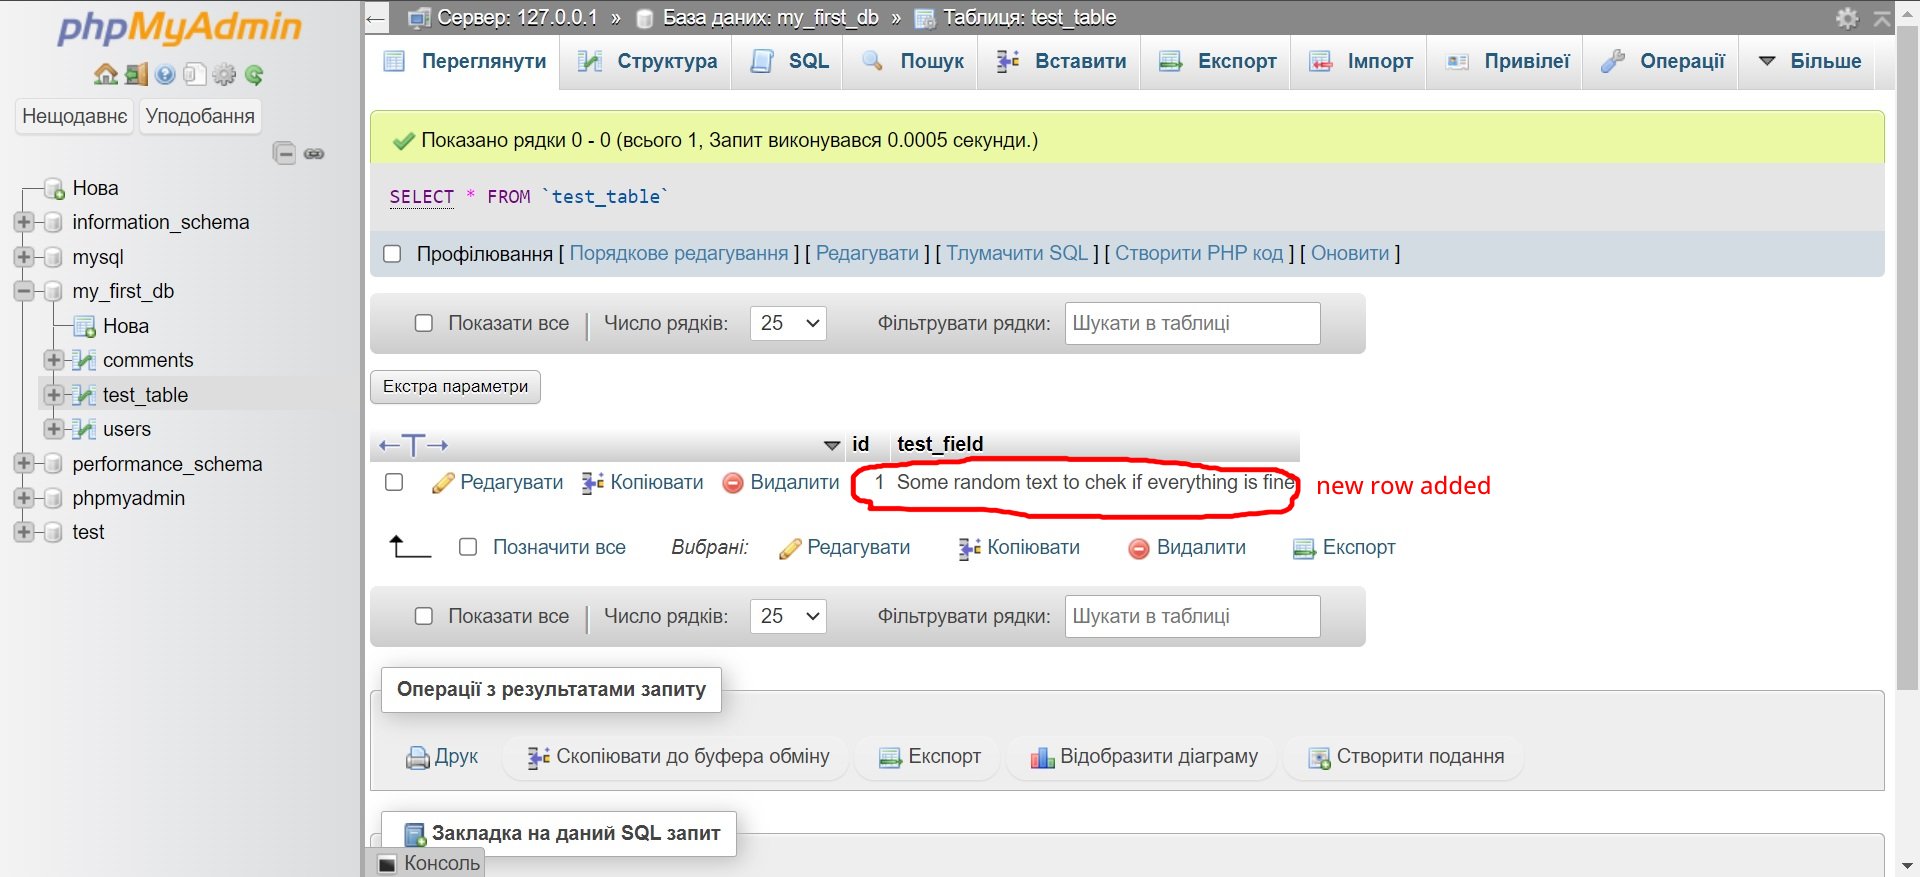 phpMyAdmin
Нещодавнє Уподобання
Нова
information_schema
mysql
my_first_db
Нова
comments
test_table
users
performance_schema
phpmyadmin
test
Сервер: 127.0.0.1 » База даних: my_first_db » Таблиця: test_table
Переглянути Структура SQL Пошук Вставити Експорт Імпорт Привілеї Операції Більше
Показано рядки 0 - 0 (всього 1, Запит виконувався 0.0005 секунди.)
SELECT * FROM `test_table`
Профілювання [ Порядкове редагування ] [ Редагувати ] [ Тлумачити SQL ] [ Створити PHP код ] [ Оновити ]
Показати все | Число рядків: 25 Фільтрувати рядки: Шукати в таблиці
Екстра параметри
←T→ id test_field
Редагувати Копіювати Видалити 1 Some random text to chek if everything is fine new row added
Позначити все Вибрані: Редагувати Копіювати Видалити Експорт
Показати все | Число рядків: 25 Фільтрувати рядки: Шукати в таблиці
Операції з результатами запиту
Друк Скопіювати до буфера обміну Експорт Відобразити діаграму Створити подання
Закладка на даний SQL запит
Консоль